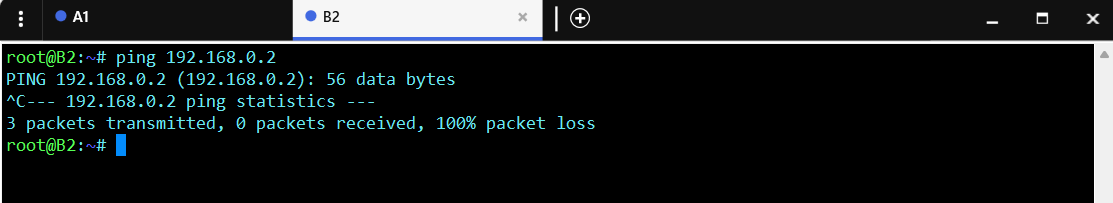 A1
B2
root@B2:~# ping 192.168.0.2
PING 192.168.0.2 (192.168.0.2): 56 data bytes
^C--- 192.168.0.2 ping statistics ---
3 packets transmitted, 0 packets received, 100% packet loss
root@B2:~#